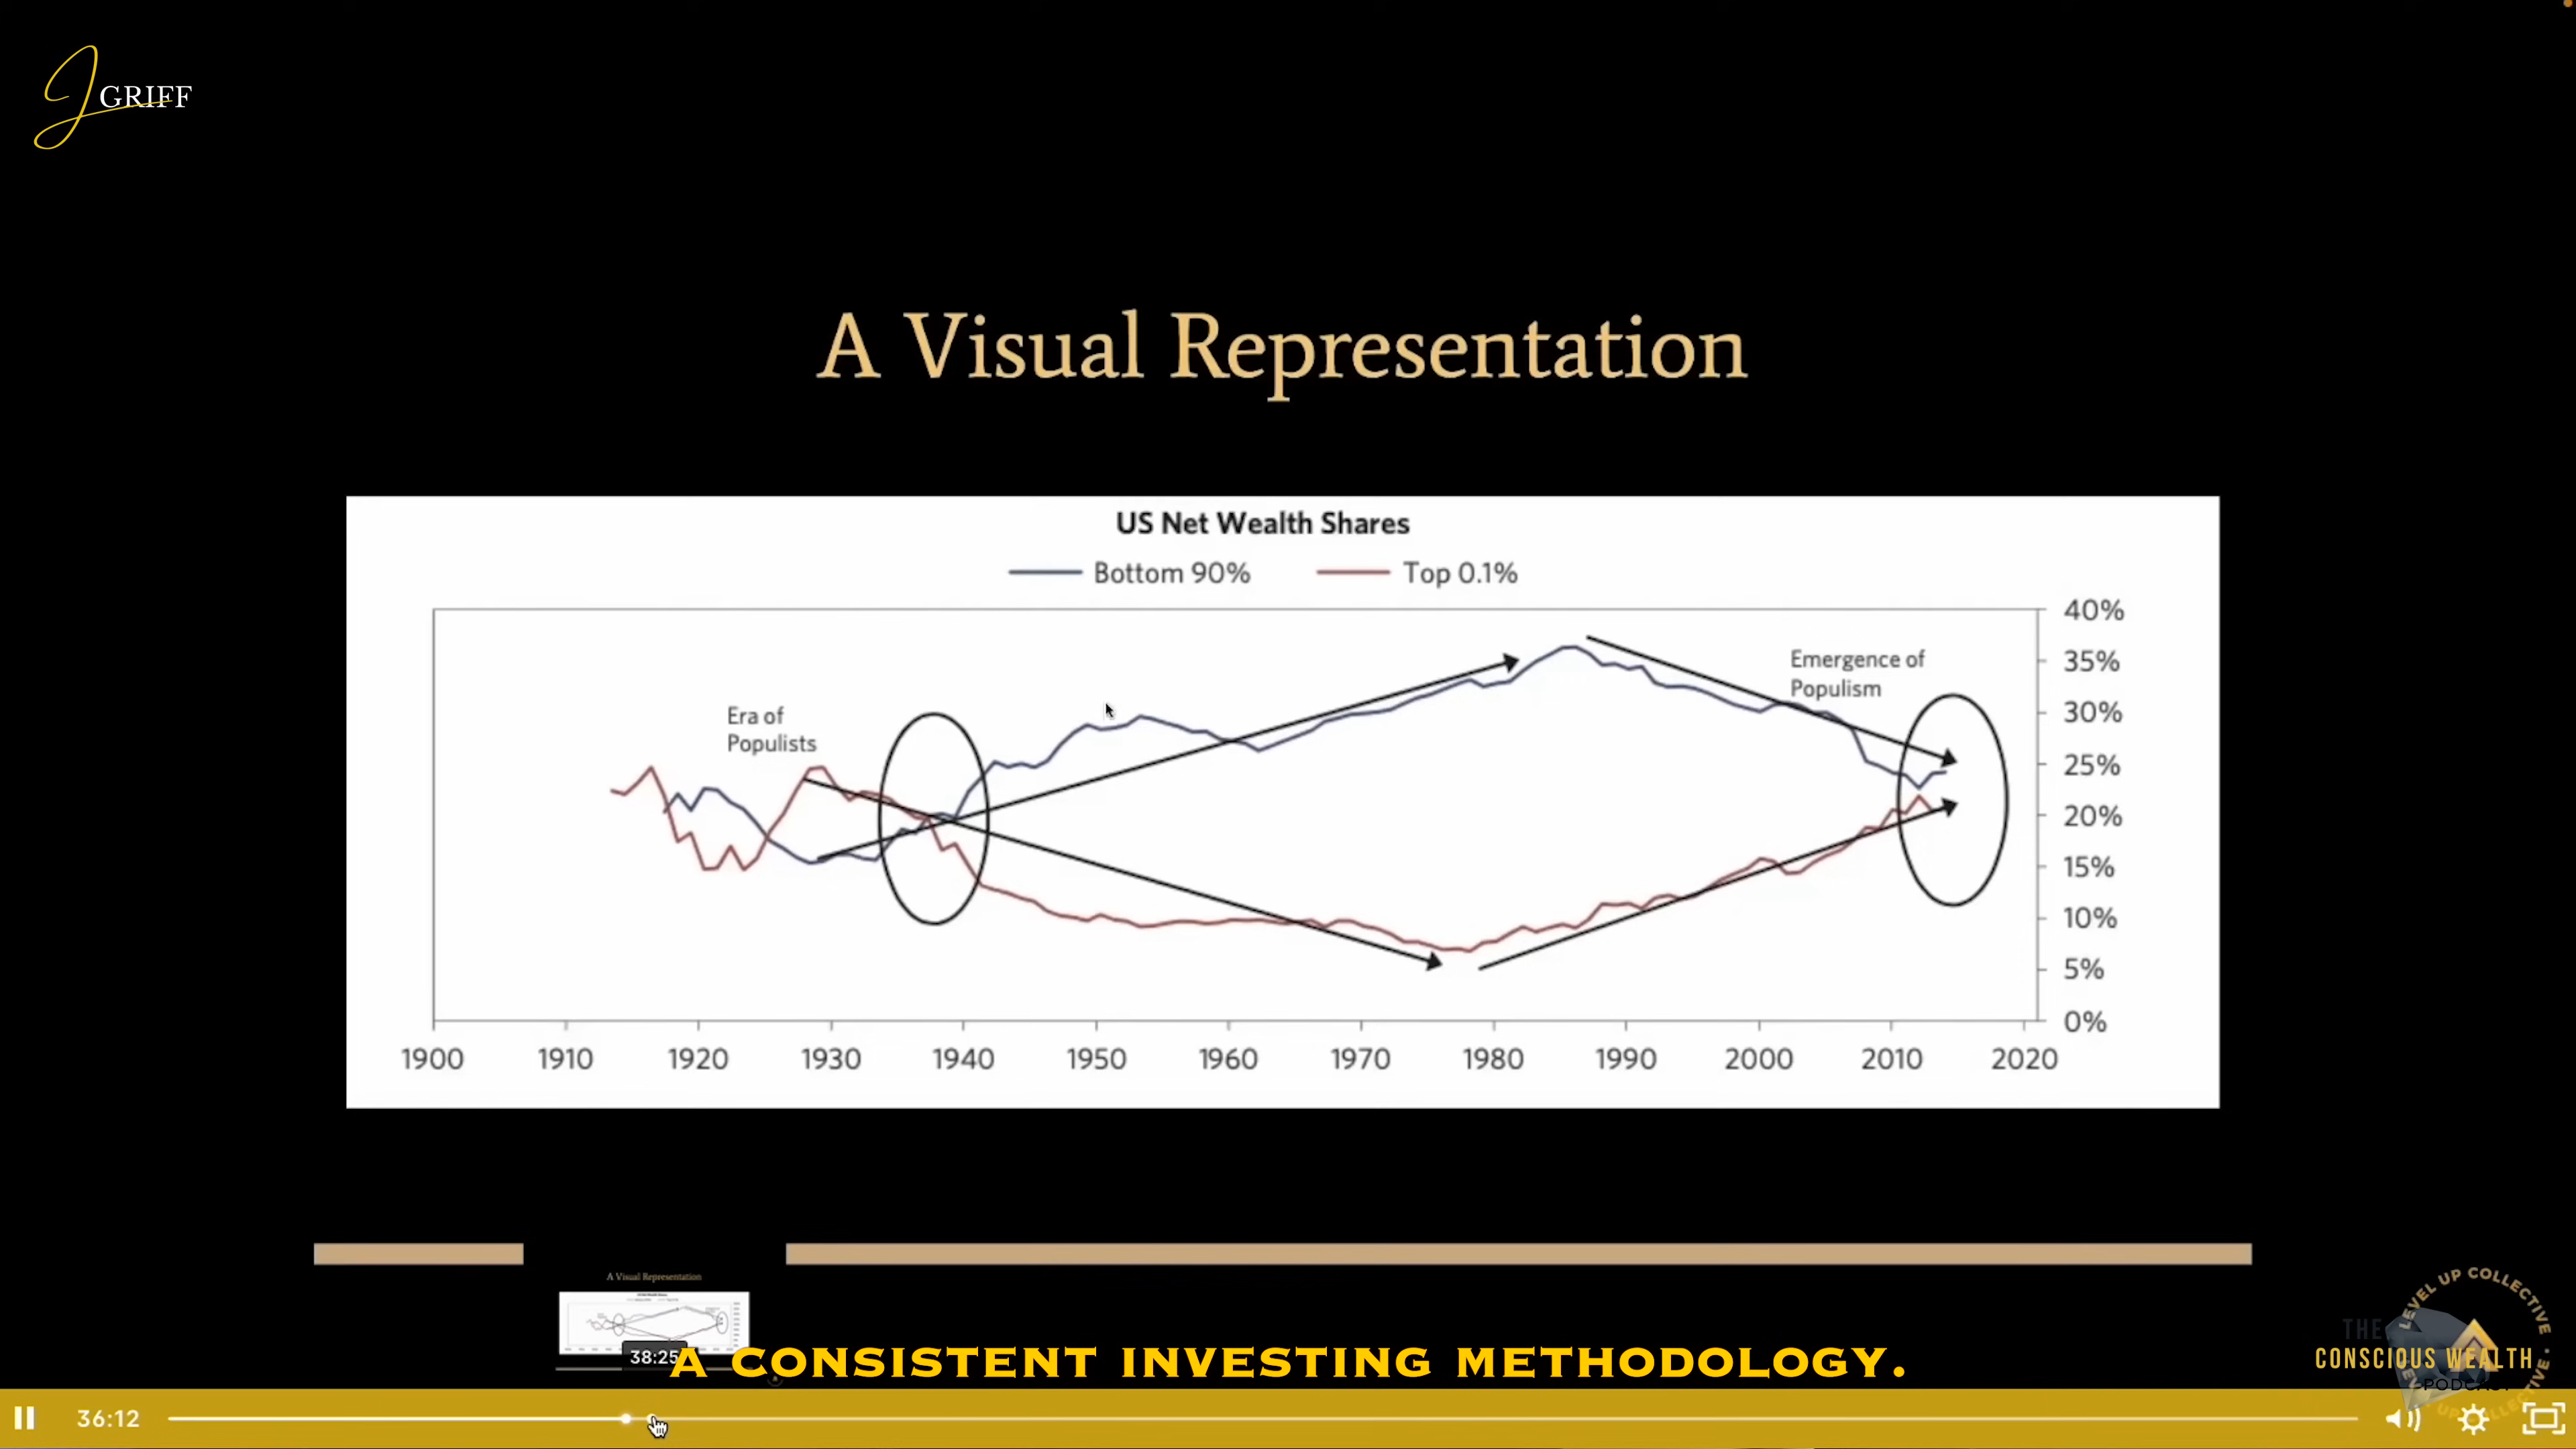 J GRIFF
A Visual Representation
US Net Wealth Shares
Bottom 90%
Top 0.1%
40%
35%
30%
25%
20%
15%
10%
5%
0%
Era of
Populists
Emergence of
Populism
1900 1910 1920 1930 1940 1950 1960 1970 1980 1990 2000 2010 2020
A Visual Representation
38:25
A CONSISTENT INVESTING METHODOLOGY.
LEVEL UP COLLECTIVE
THE
CONSCIOUS WEALTH
PODCAST
36:12